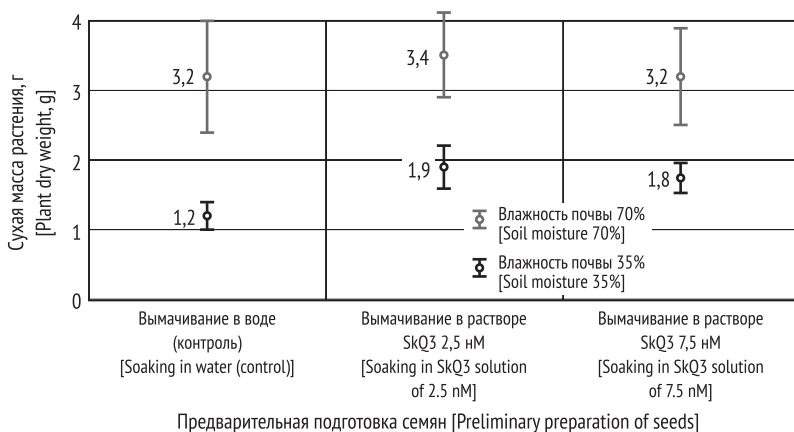 Сухая масса растения, г
[Plant dry weight, g]
4
3
2
1
0
3,2
1,2
3,4
1,9
3,2
1,8
Влажность почвы 70%
[Soil moisture 70%]
Влажность почвы 35%
[Soil moisture 35%]
Вымачивание в воде
(контроль)
[Soaking in water (control)]
Вымачивание в растворе
SkQ3 2,5 нМ
[Soaking in SkQ3 solution
of 2.5 nM]
Вымачивание в растворе
SkQ3 7,5 нМ
[Soaking in SkQ3 solution
of 7.5 nM]
Предварительная подготовка семян [Preliminary preparation of seeds]